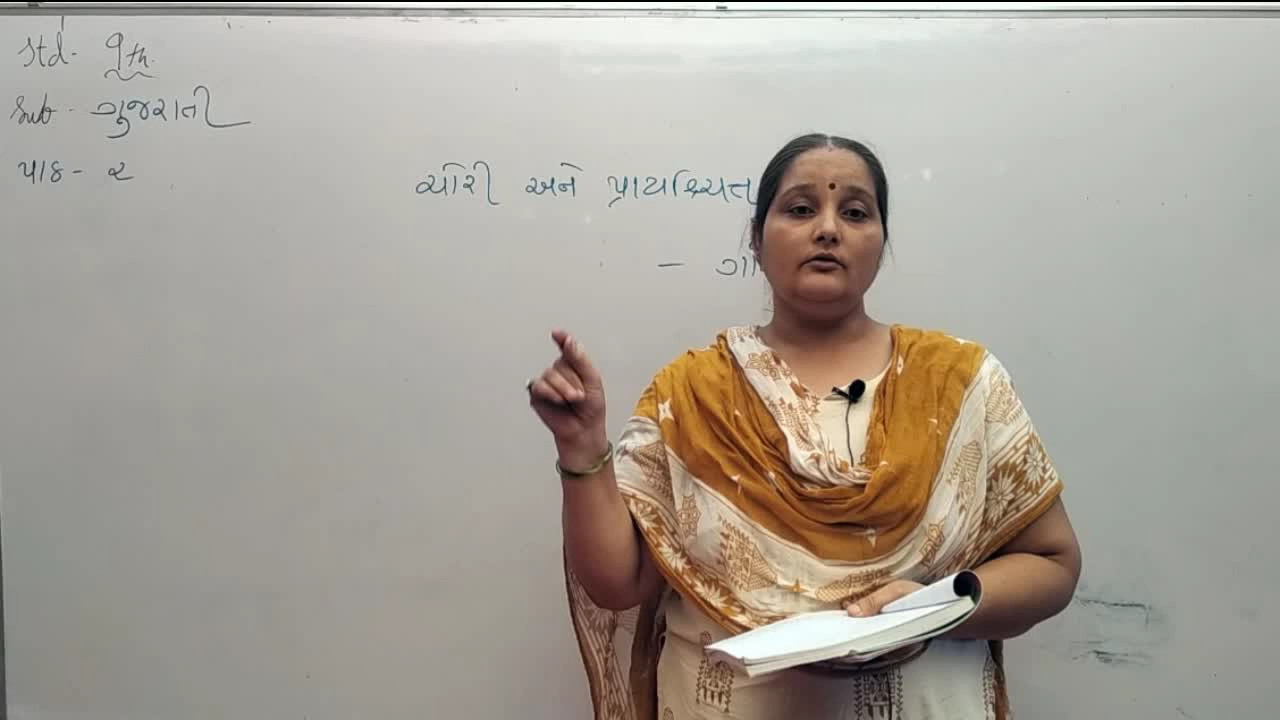 Std- 9th.
Sub - ગુજરાતી
પાઠ - ૨
ચોરી અને પ્રાયશ્ચિત
-